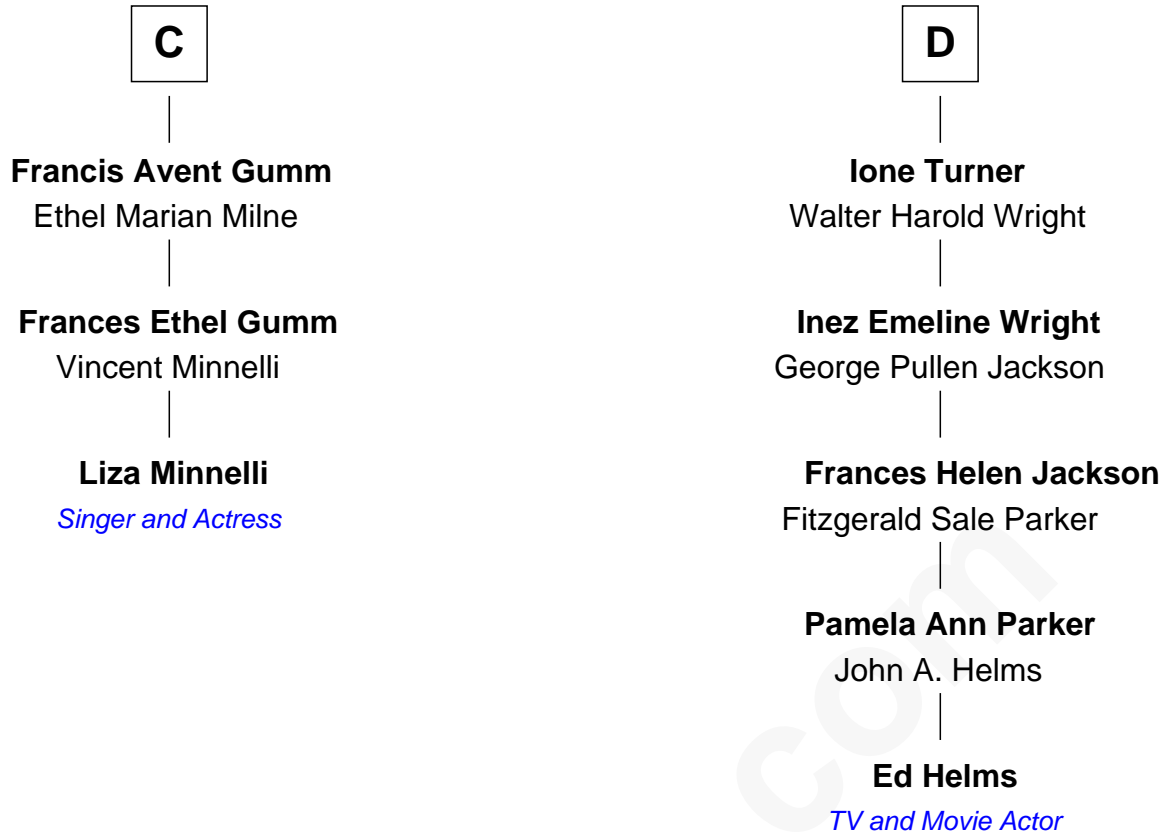 C
Francis Avent Gumm
Ethel Marian Milne
Frances Ethel Gumm
Vincent Minnelli
Liza Minnelli
Singer and Actress
D
Ione Turner
Walter Harold Wright
Inez Emeline Wright
George Pullen Jackson
Frances Helen Jackson
Fitzgerald Sale Parker
Pamela Ann Parker
John A. Helms
Ed Helms
TV and Movie Actor
com